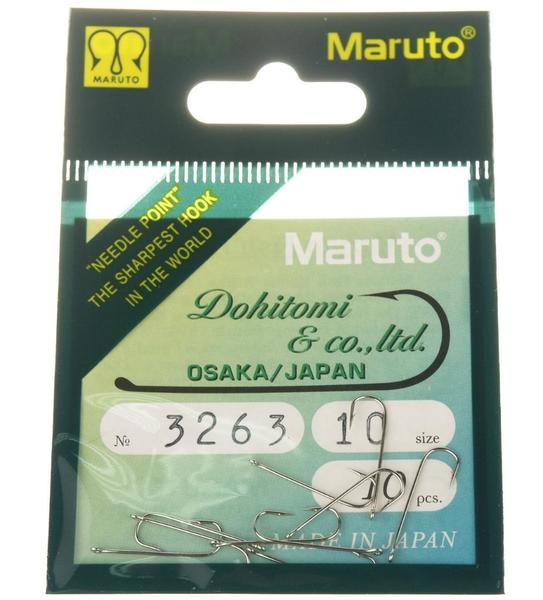 MARUTO
Maruto®
"NEEDLE POINT"
THE SHARPEST HOOK
IN THE WORLD
Maruto®
Dohitomi
& co., ltd.
OSAKA/JAPAN
№ 3263 10 size
10 pcs.
MADE IN JAPAN